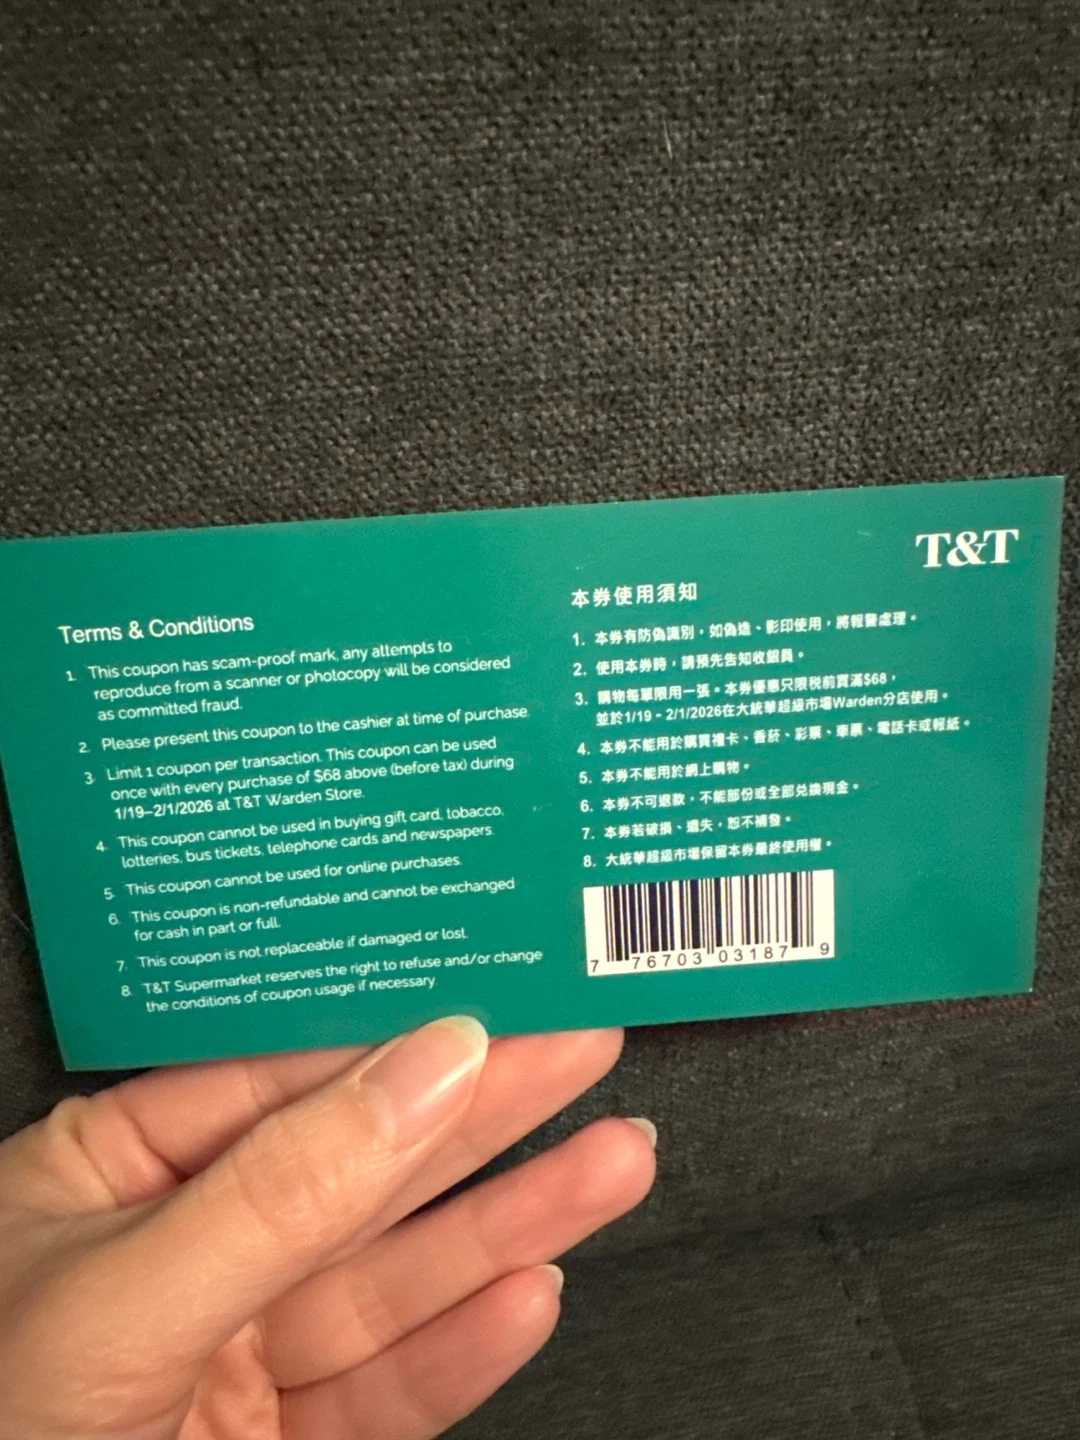 T&T
Terms & Conditions
1. This coupon has scam-proof mark, any attempts to
reproduce from a scanner or photocopy will be considered
as committed fraud.
2. Please present this coupon to the cashier at time of purchase.
3. Limit 1 coupon per transaction. This coupon can be used
once with every purchase of $68 above (before tax) during
1/19–2/1/2026 at T&T Warden Store.
4. This coupon cannot be used in buying gift card, tobacco,
lotteries, bus tickets, telephone cards and newspapers.
5. This coupon cannot be used for online purchases.
6. This coupon is non-refundable and cannot be exchanged
for cash in part or full.
7. This coupon is not replaceable if damaged or lost.
8. T&T Supermarket reserves the right to refuse and/or change
the conditions of coupon usage if necessary.
本券使用須知
1. 本券有防偽識別，如偽造、影印使用，將報警處理。
2. 使用本券時，請預先告知收銀員。
3. 購物每單限用一張。本券優惠只限稅前買滿$68，
並於1/19 - 2/1/2026在大統華超級市場Warden分店使用。
4. 本券不能用於購買禮卡、香菸、彩票、車票、電話卡或報紙。
5. 本券不能用於網上購物。
6. 本券不可退款，不能部份或全部兌換現金。
7. 本券若破損、遺失，恕不補發。
8. 大統華超級市場保留本券最終使用權。
7 76703 03187 9